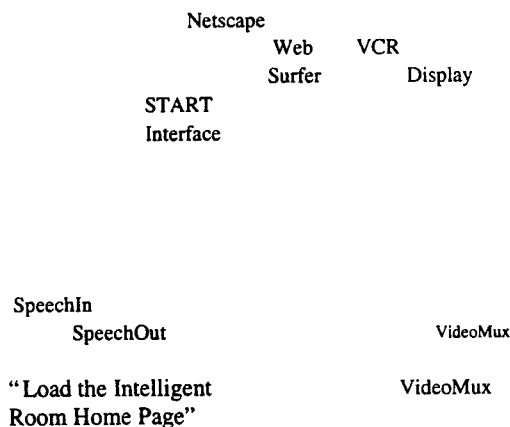 Netscape
Web VCR
Surfer Display
START
Interface
SpeechIn
SpeechOut VideoMux
“Load the Intelligent VideoMux
Room Home Page”